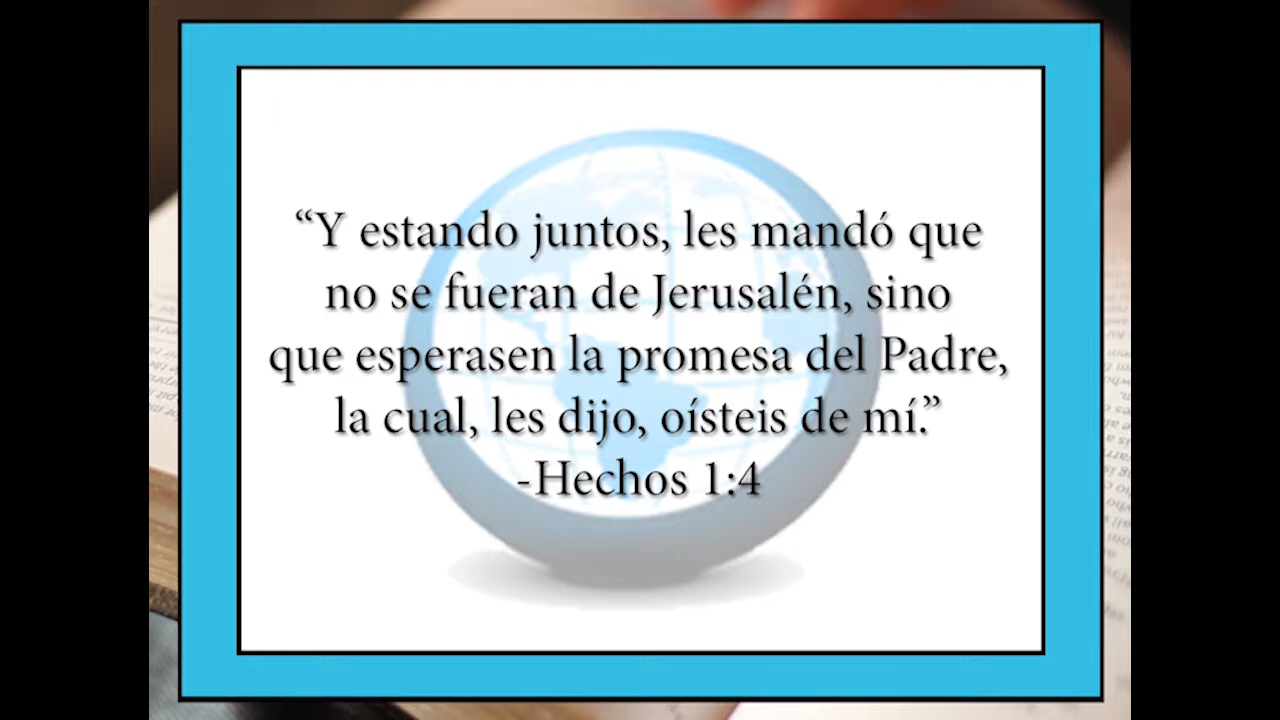 “Y estando juntos, les mandó que
no se fueran de Jerusalén, sino
que esperasen la promesa del Padre,
la cual, les dijo, oísteis de mí.”
-Hechos 1:4